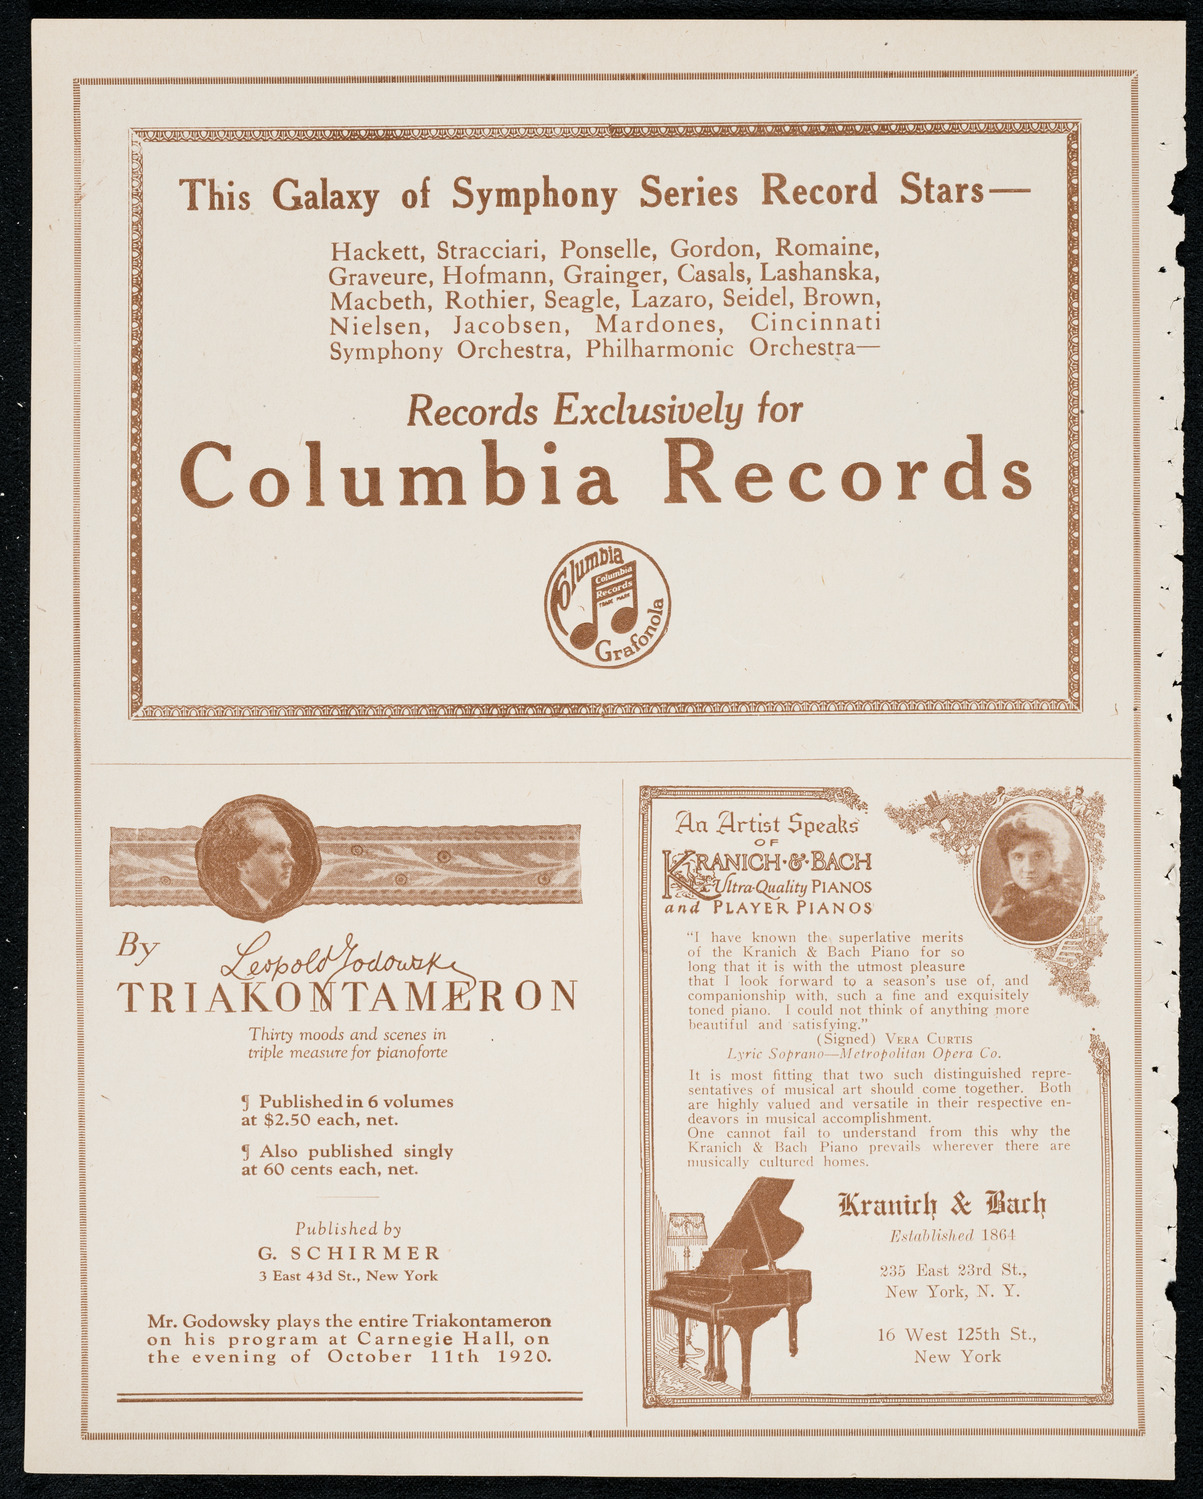 This Galaxy of Symphony Series Record Stars—
Hackett, Stracciari, Ponselle, Gordon, Romaine,
Graveure, Hofmann, Grainger, Casals, Lashanska,
Macbeth, Rothier, Seagle, Lazaro, Seidel, Brown,
Nielsen, Jacobsen, Mardones, Cincinnati
Symphony Orchestra, Philharmonic Orchestra—
Records Exclusively for
Columbia Records
Columbia
Columbia
Records
TRADE MARK
Grafonola
By
Leopold Godowsky
TRIAKONTAMERON
Thirty moods and scenes in
triple measure for pianoforte
¶ Published in 6 volumes
at $2.50 each, net.
¶ Also published singly
at 60 cents each, net.
Published by
G. SCHIRMER
3 East 43d St., New York
Mr. Godowsky plays the entire Triakontameron
on his program at Carnegie Hall, on
the evening of October 11th 1920.
An Artist Speaks
OF
KRANICH·&·BACH
Ultra-Quality PIANOS
and PLAYER PIANOS
"I have known the superlative merits
of the Kranich & Bach Piano for so
long that it is with the utmost pleasure
that I look forward to a season's use of, and
companionship with, such a fine and exquisitely
toned piano. I could not think of anything more
beautiful and satisfying."
(Signed) VERA CURTIS
Lyric Soprano—Metropolitan Opera Co.
It is most fitting that two such distinguished repre-
sentatives of musical art should come together. Both
are highly valued and versatile in their respective en-
deavors in musical accomplishment.
One cannot fail to understand from this why the
Kranich & Bach Piano prevails wherever there are
musically cultured homes.
Kranich & Bach
Established 1864
235 East 23rd St.,
New York, N. Y.
16 West 125th St.,
New York